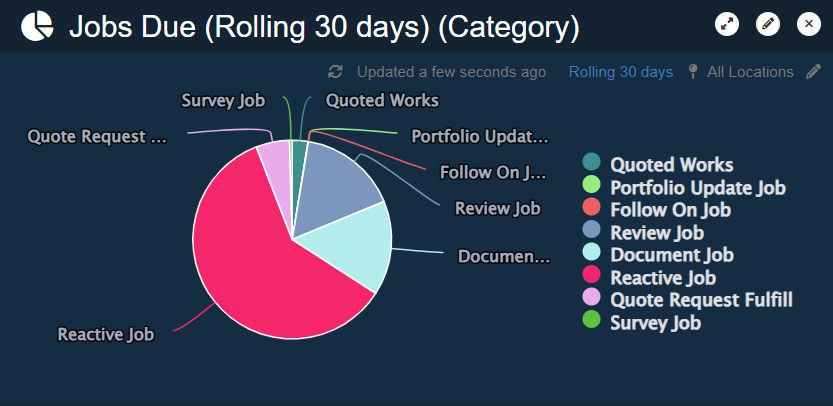 Jobs Due (Rolling 30 days) (Category)
Updated a few seconds ago Rolling 30 days All Locations
Survey Job Quoted Works
Quote Request ... Portfolio Updat...
Follow On J...
Review Job
Documen...
Reactive Job
Quoted Works
Portfolio Update Job
Follow On Job
Review Job
Document Job
Reactive Job
Quote Request Fulfill
Survey Job